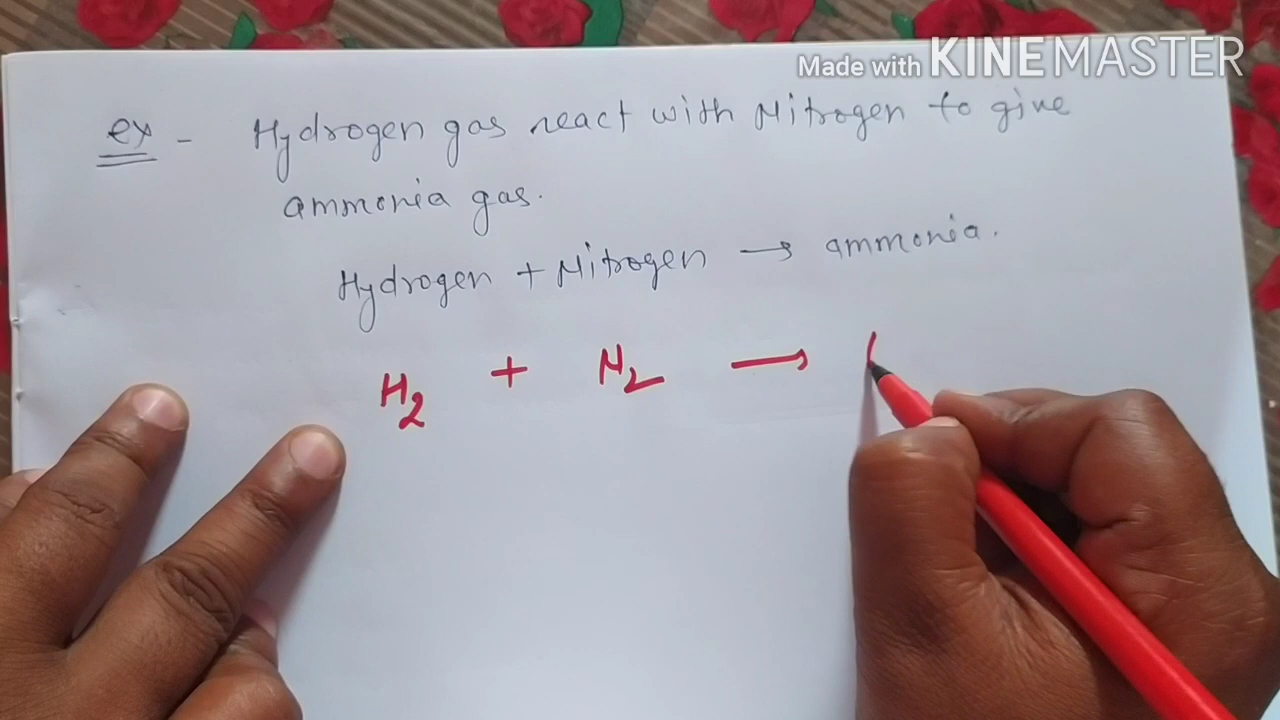 Made with KINEMASTER
ex - Hydrogen gas react with Nitrogen to give
ammonia gas.
Hydrogen + Nitrogen → ammonia.
H₂ + N₂ →